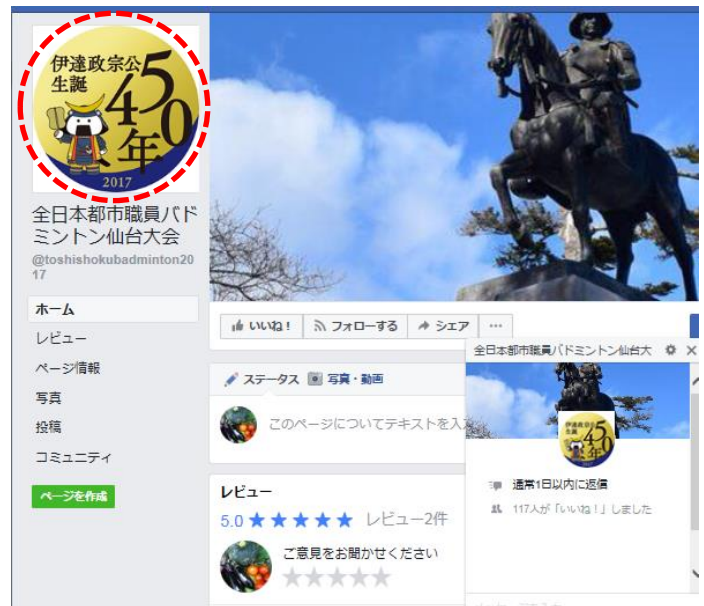 伊達政宗公
生誕
450
年
2017
全日本都市職員バド
ミントン仙台大会
@toshishokubadminton20
17
ホーム
レビュー
ページ情報
写真
投稿
コミュニティ
ページを作成
いいね！ フォローする シェア ...
ステータス 写真・動画
このページについてテキストを入
レビュー
5.0 ★★★★★ レビュー2件
ご意見をお聞かせください
★★★★★
全日本都市職員バドミントン仙台大
伊達政宗公
生誕
450
年
通常1日以内に返信
117人が「いいね！」しました